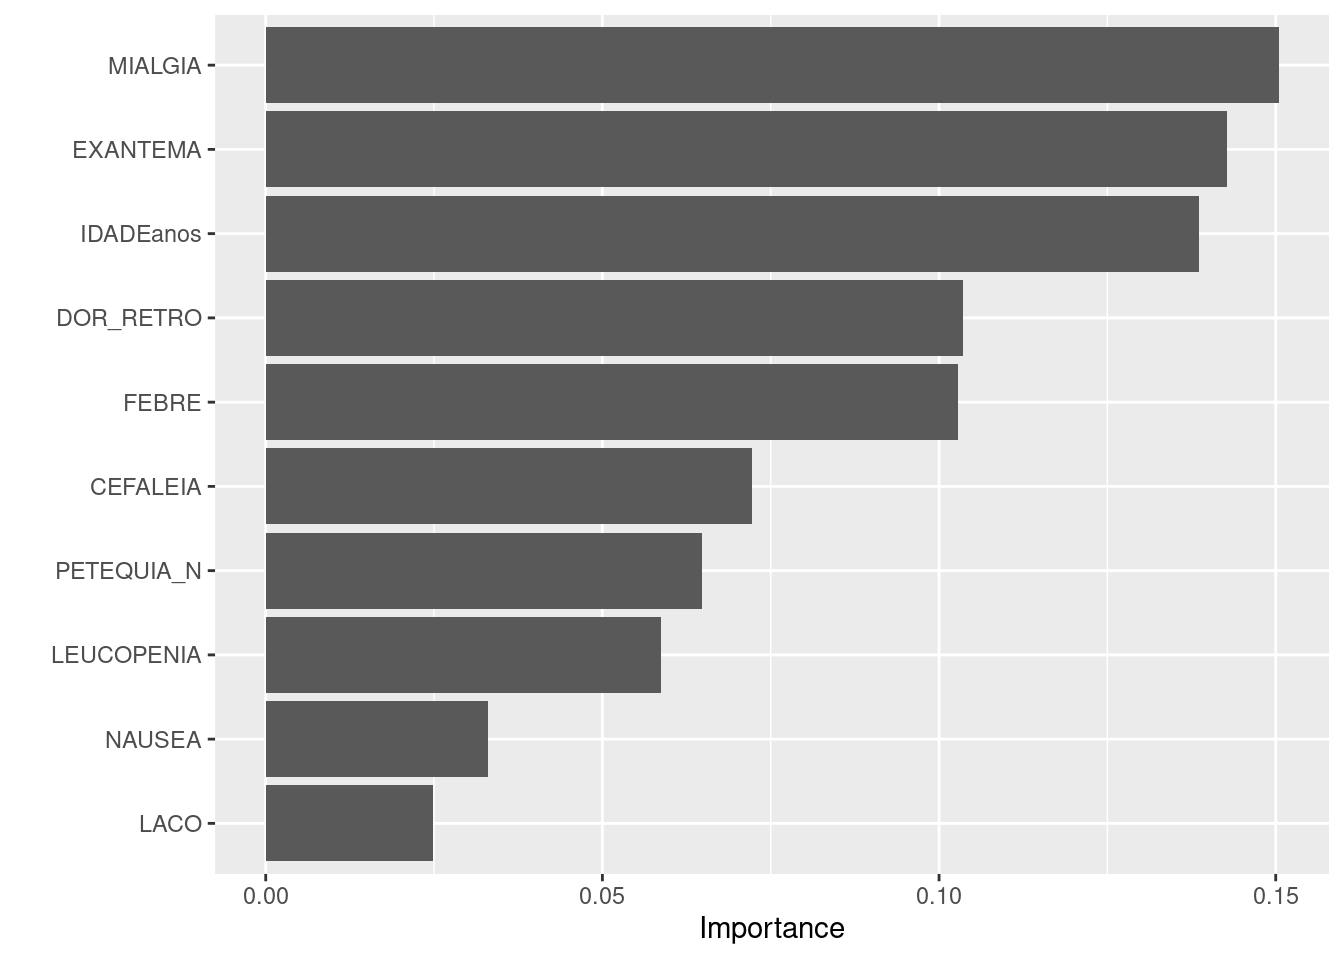 MIALGIA
EXANTEMA
IDADEanos
DOR_RETRO
FEBRE
CEFALEIA
PETEQUIA_N
LEUCOPENIA
NAUSEA
LACO
0.00 0.05 0.10 0.15
Importance